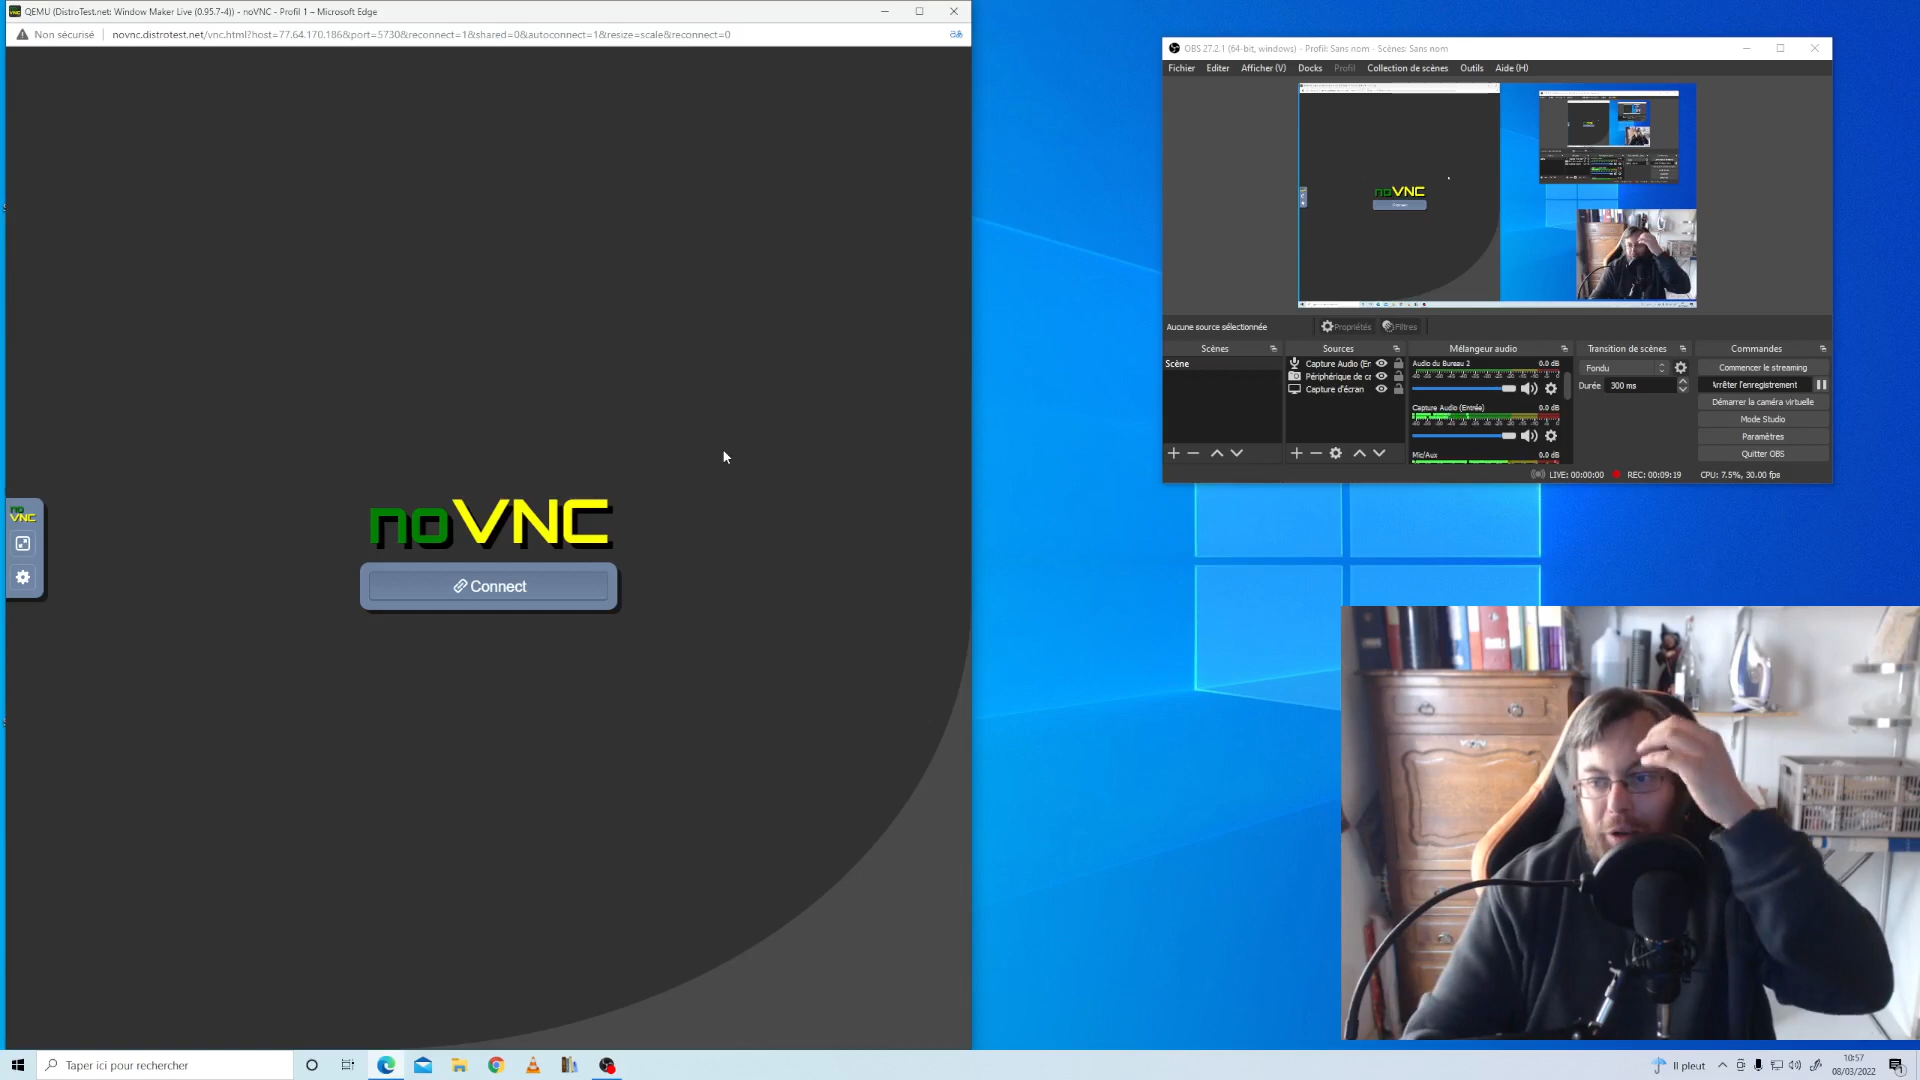 QEMU (DistroTest.net: Window Maker Live (0.95.7-4)) - noVNC - Profil 1 – Microsoft Edge
Non sécurisé
novnc.distrotest.net/vnc.html?host=77.64.170.186&port=5730&reconnect=1&shared=0&autoconnect=1&resize=scale&reconnect=0
no VNC
noVNC
Connect
OBS 27.2.1 (64-bit, windows) - Profil: Sans nom - Scènes: Sans nom
Fichier Editer Afficher (V) Docks Profil Collection de scènes Outils Aide (H)
noVNC
Aucune source sélectionnée
Propriétés
Filtres
Scènes
Scène
Sources
Capture Audio (Er
Périphérique de ca
Capture d'écran
Mélangeur audio
Audio du Bureau 2 0.0 dB
Capture Audio (Entrée) 0.0 dB
Mic/Aux 0.0 dB
Transition de scènes
Fondu
Durée 300 ms
Commandes
Commencer le streaming
Arrêter l'enregistrement
Démarrer la caméra virtuelle
Mode Studio
Paramètres
Quitter OBS
LIVE: 00:00:00 REC: 00:09:19 CPU: 7.5%, 30.00 fps
Taper ici pour rechercher
Il pleut
10:57
08/03/2022